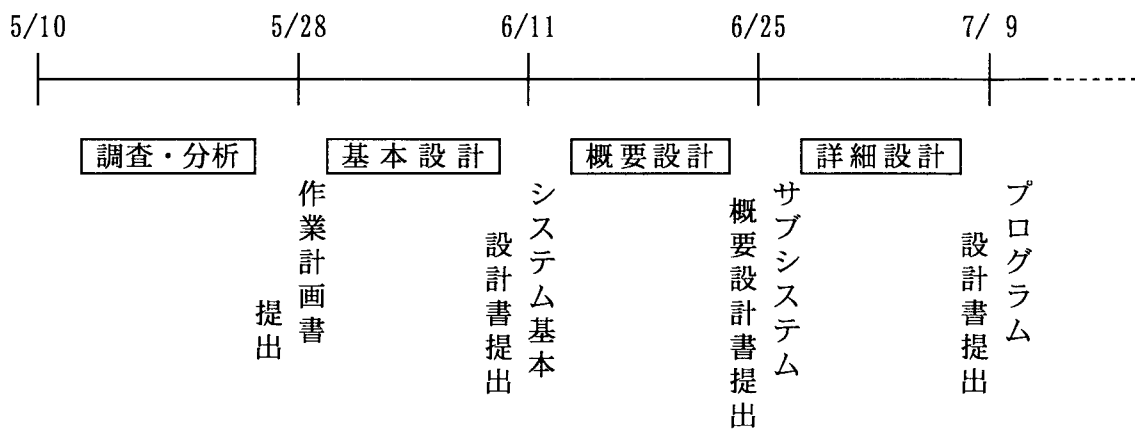 5/10
5/28
6/11
6/25
7/ 9
調査・分析
基本設計
概要設計
詳細設計
作業計画書
提出
システム基本
設計書提出
サブシステム
概要設計書提出
プログラム
設計書提出